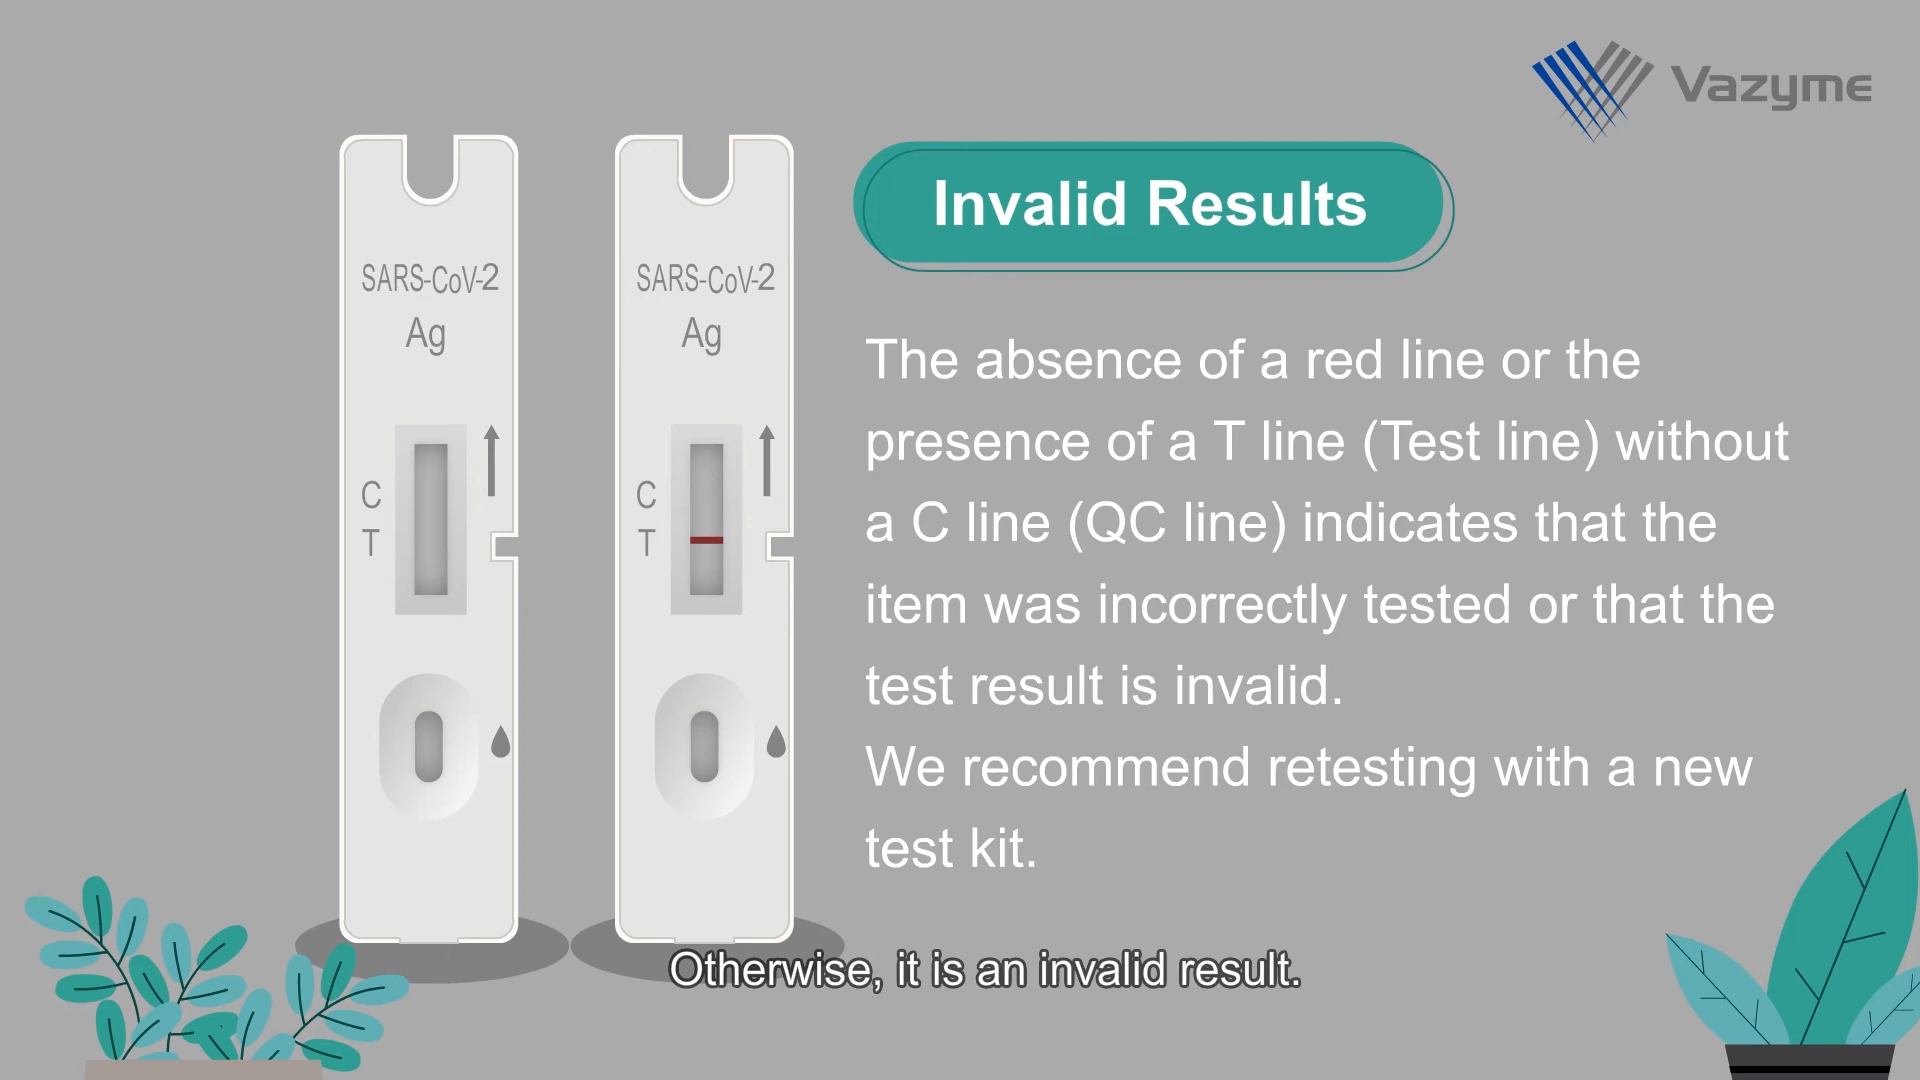 Vazyme
SARS-CoV-2
Ag
C
T
SARS-CoV-2
Ag
C
T
Invalid Results
The absence of a red line or the
presence of a T line (Test line) without
a C line (QC line) indicates that the
item was incorrectly tested or that the
test result is invalid.
We recommend retesting with a new
test kit.
Otherwise, it is an invalid result.